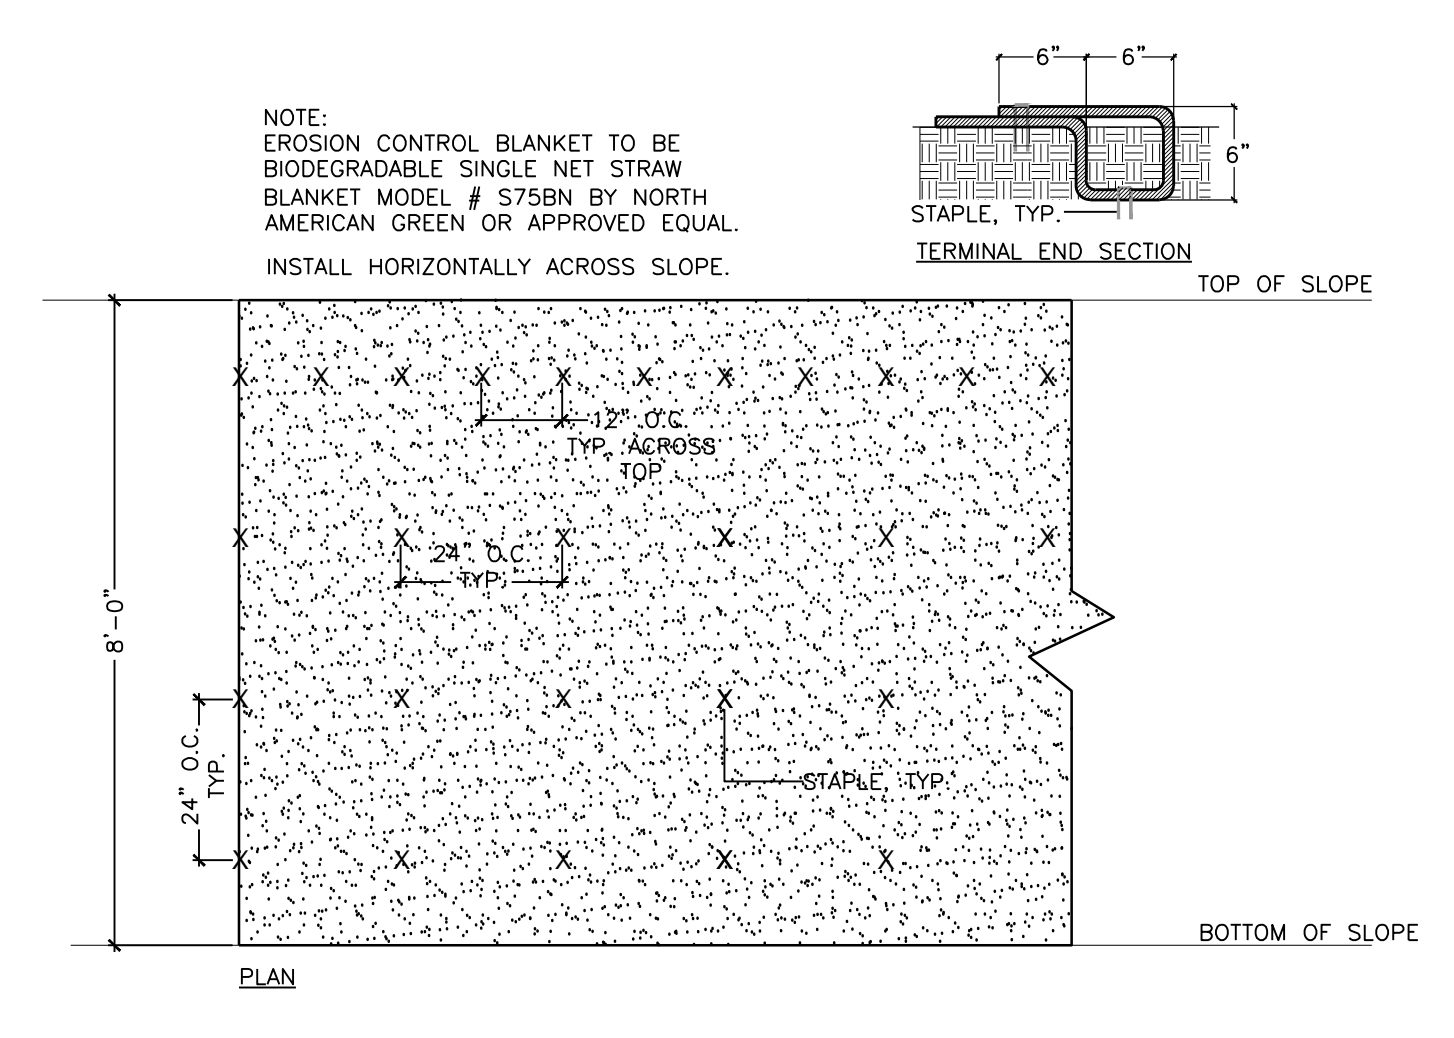 6" 6"
NOTE:
EROSION CONTROL BLANKET TO BE
BIODEGRADABLE SINGLE NET STRAW
BLANKET MODEL # S75BN BY NORTH
AMERICAN GREEN OR APPROVED EQUAL.
INSTALL HORIZONTALLY ACROSS SLOPE.
6"
STAPLE, TYP.
TERMINAL END SECTION
TOP OF SLOPE
X X X X X X X X X X X
12" O.C.
TYP. ACROSS
TOP
X X X X X X
24" O.C
TYP.
8'-0"
X X X X X
24" O.C.
TYP.
STAPLE, TYP.
X X X X X
BOTTOM OF SLOPE
PLAN